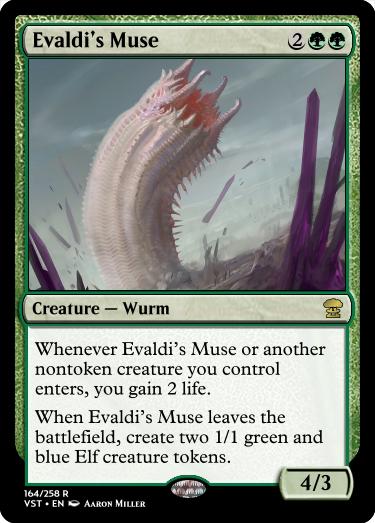 Evaldi's Muse 2
Creature — Wurm
Whenever Evaldi's Muse or another
nontoken creature you control
enters, you gain 2 life.
When Evaldi's Muse leaves the
battlefield, create two 1/1 green and
blue Elf creature tokens.
4/3
164/258 R
VST • EN Aaron Miller